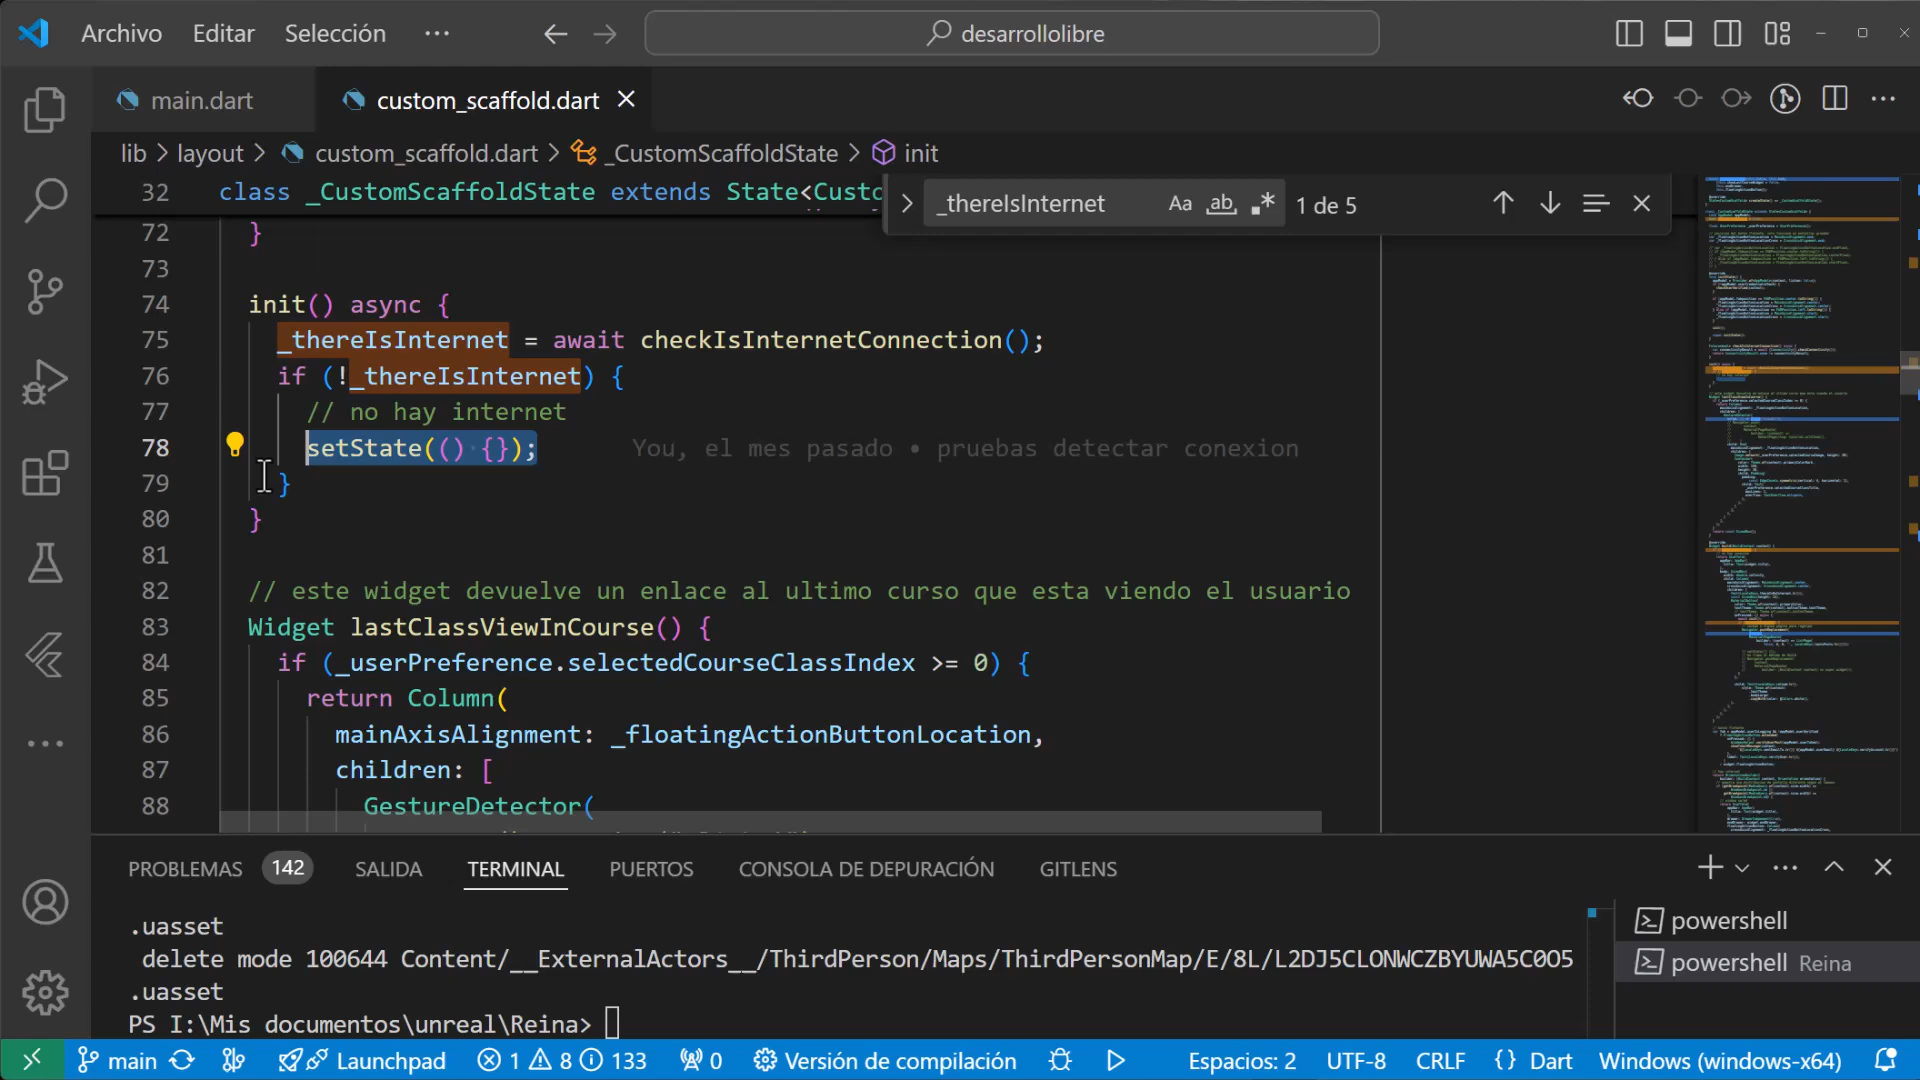 Archivo Editar Selección ··· desarrollolibre
main.dart custom_scaffold.dart
lib > layout > custom_scaffold.dart > _CustomScaffoldState > init
32 class _CustomScaffoldState extends State<Custo
_thereIsInternet Aa ab 1 de 5
72 }
73
74 init() async {
75 _thereIsInternet = await checkIsInternetConnection();
76 if (!_thereIsInternet) {
77 // no hay internet
78 setState(() {}); You, el mes pasado • pruebas detectar conexion
79 }
80 }
81
82 // este widget devuelve un enlace al ultimo curso que esta viendo el usuario
83 Widget lastClassViewInCourse() {
84 if (_userPreference.selectedCourseClassIndex >= 0) {
85 return Column(
86 mainAxisAlignment: _floatingActionButtonLocation,
87 children: [
88 GestureDetector(
PROBLEMAS 142 SALIDA TERMINAL PUERTOS CONSOLA DE DEPURACIÓN GITLENS
.uasset
delete mode 100644 Content/__ExternalActors__/ThirdPerson/Maps/ThirdPersonMap/E/8L/L2DJ5CLONWCZBYUWA5C0O5
.uasset
PS I:\Mis documentos\unreal\Reina>
powershell
powershell Reina
main Launchpad 1 8 133 0 Versión de compilación Espacios: 2 UTF-8 CRLF {} Dart Windows (windows-x64)